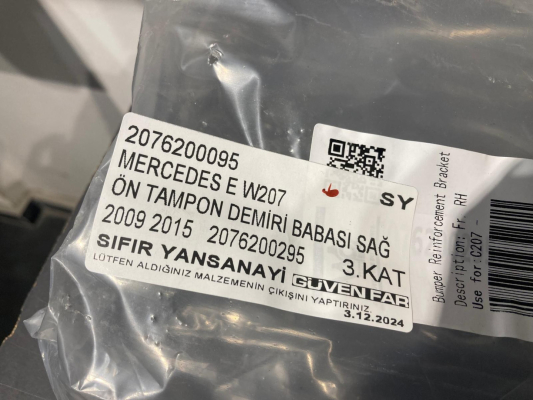 2076200095
MERCEDES E W207
SY
ÖN TAMPON DEMİRİ BABASI SAĞ
2009 2015 2076200295
3.KAT
SIFIR YANSANAYİ GÜVEN FAR
LÜTFEN ALDIĞINIZ MALZEMENİN ÇIKIŞINI YAPTIRINIZ.
3.12.2024
Bumper Reinforcement Bracket
Description: Fr. RH
Use for:C207 -